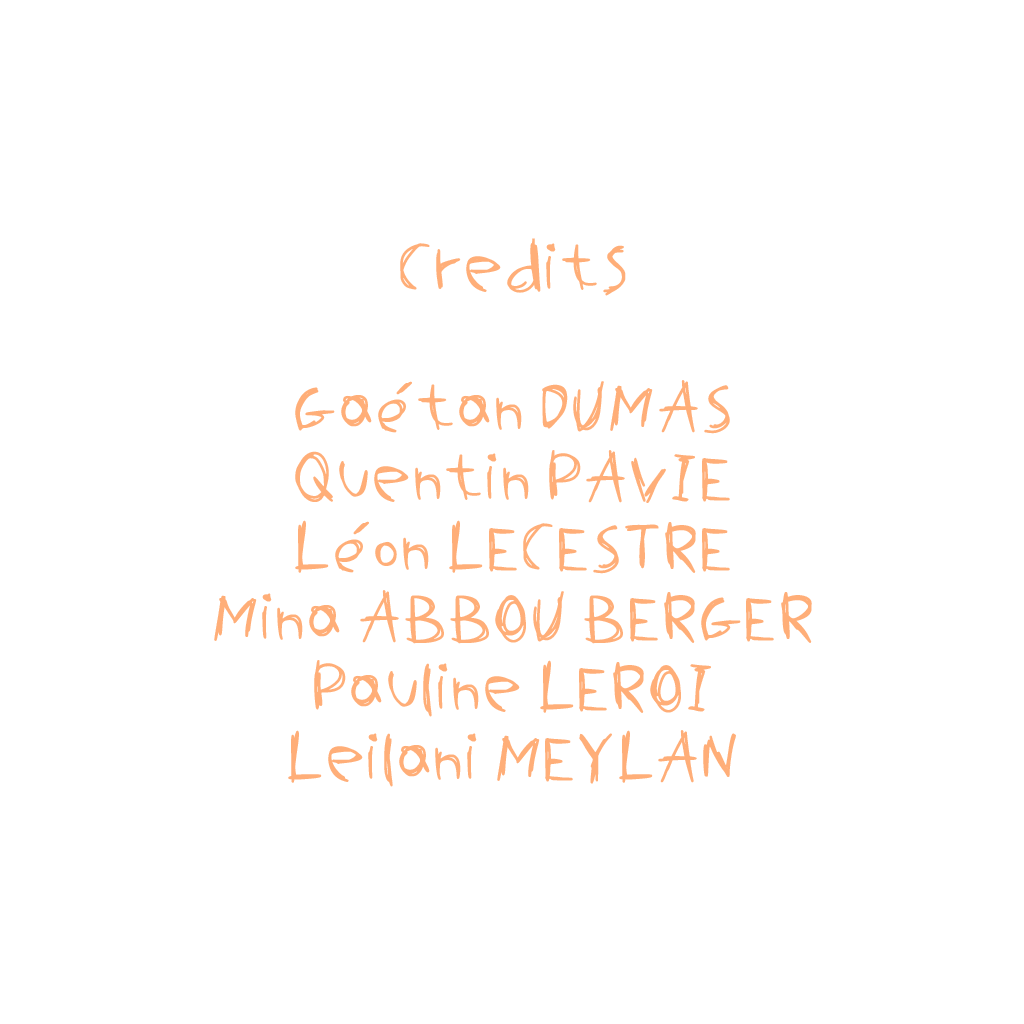 Credits
Gaétan DUMAS
Quentin PAVIE
Léon LECESTRE
Mina ABBOU BERGER
Pauline LEROI
Leilani MEYLAN